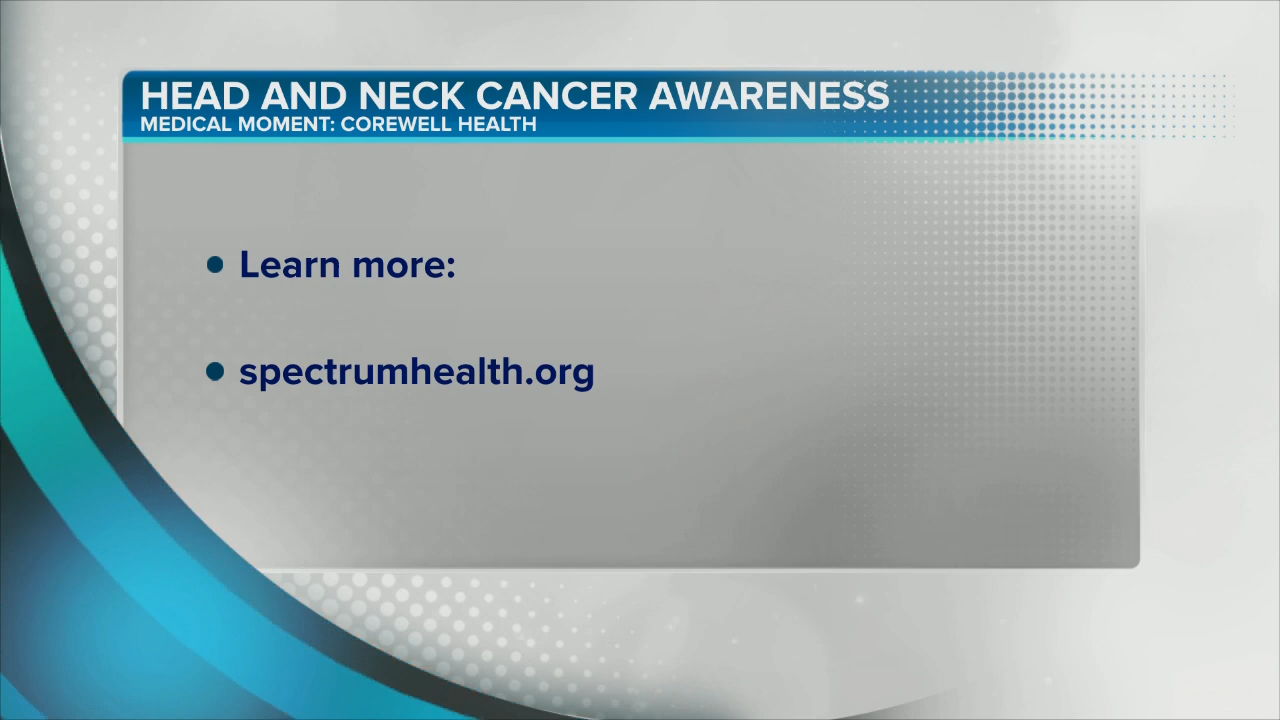 HEAD AND NECK CANCER AWARENESS
MEDICAL MOMENT: COREWELL HEALTH
Learn more:
spectrumhealth.org